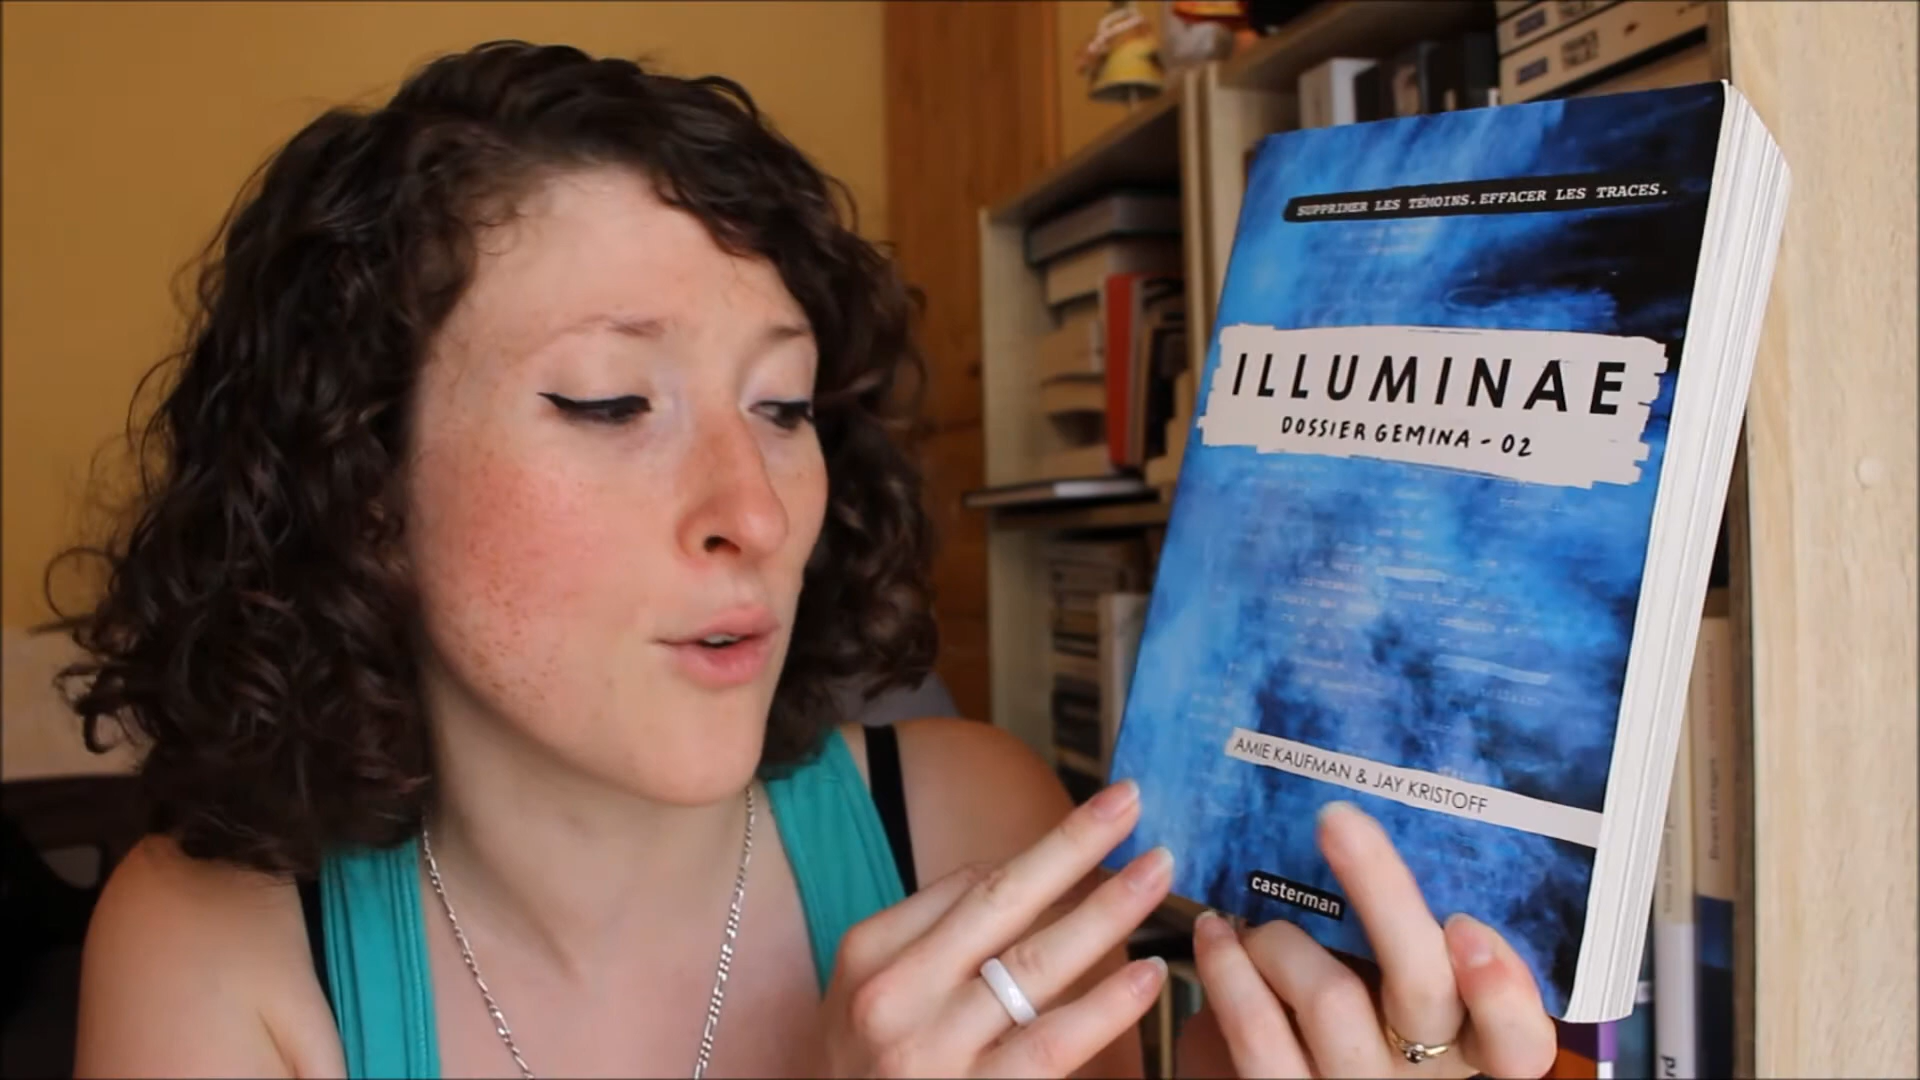 SUPPRIMER LES TÉMOINS. EFFACER LES TRACES.
ILLUMINAE
DOSSIER GEMINA - 02
AMIE KAUFMAN & JAY KRISTOFF
casterman